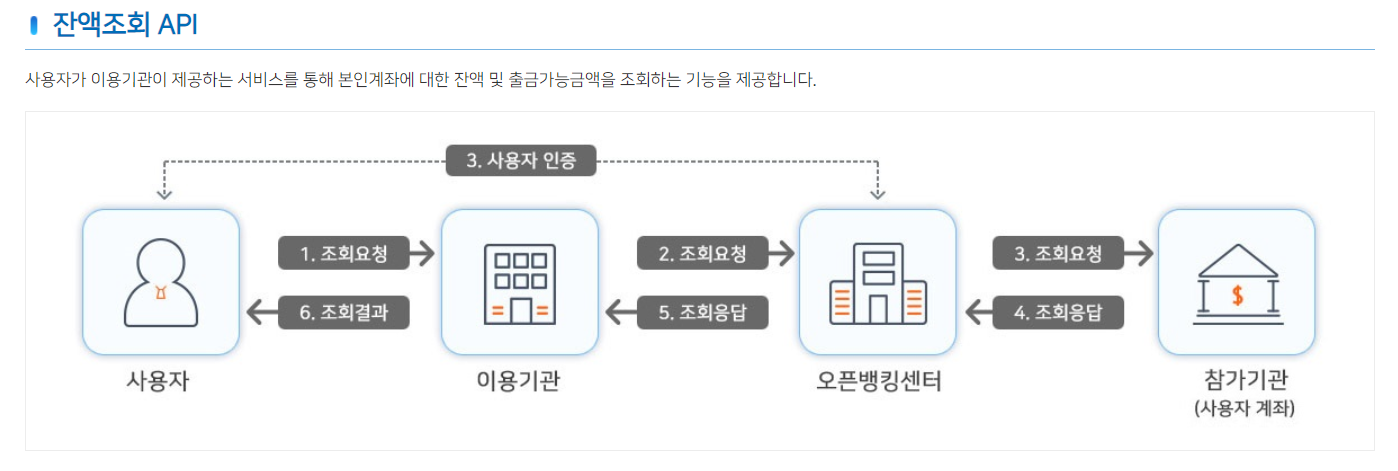 잔액조회 API
사용자가 이용기관이 제공하는 서비스를 통해 본인계좌에 대한 잔액 및 출금가능금액을 조회하는 기능을 제공합니다.
3. 사용자 인증
1. 조회요청
2. 조회요청
3. 조회요청
$
6. 조회결과
5. 조회응답
4. 조회응답
사용자
이용기관
오픈뱅킹센터
참가기관
(사용자 계좌)